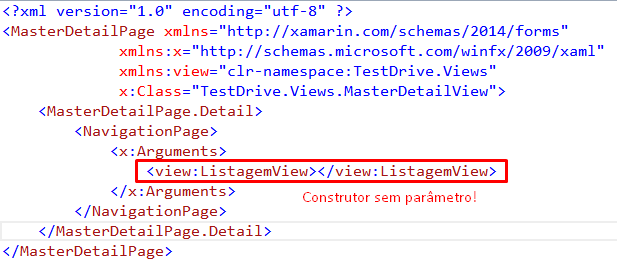 <?xml version="1.0" encoding="utf-8" ?>
<MasterDetailPage xmlns="http://xamarin.com/schemas/2014/forms"
xmlns:x="http://schemas.microsoft.com/winfx/2009/xaml"
xmlns:view="clr-namespace:TestDrive.Views"
x:Class="TestDrive.Views.MasterDetailView">
<MasterDetailPage.Detail>
<NavigationPage>
<x:Arguments>
<view:ListagemView></view:ListagemView>
</x:Arguments>
Construtor sem parâmetro!
</NavigationPage>
</MasterDetailPage.Detail>
</MasterDetailPage>